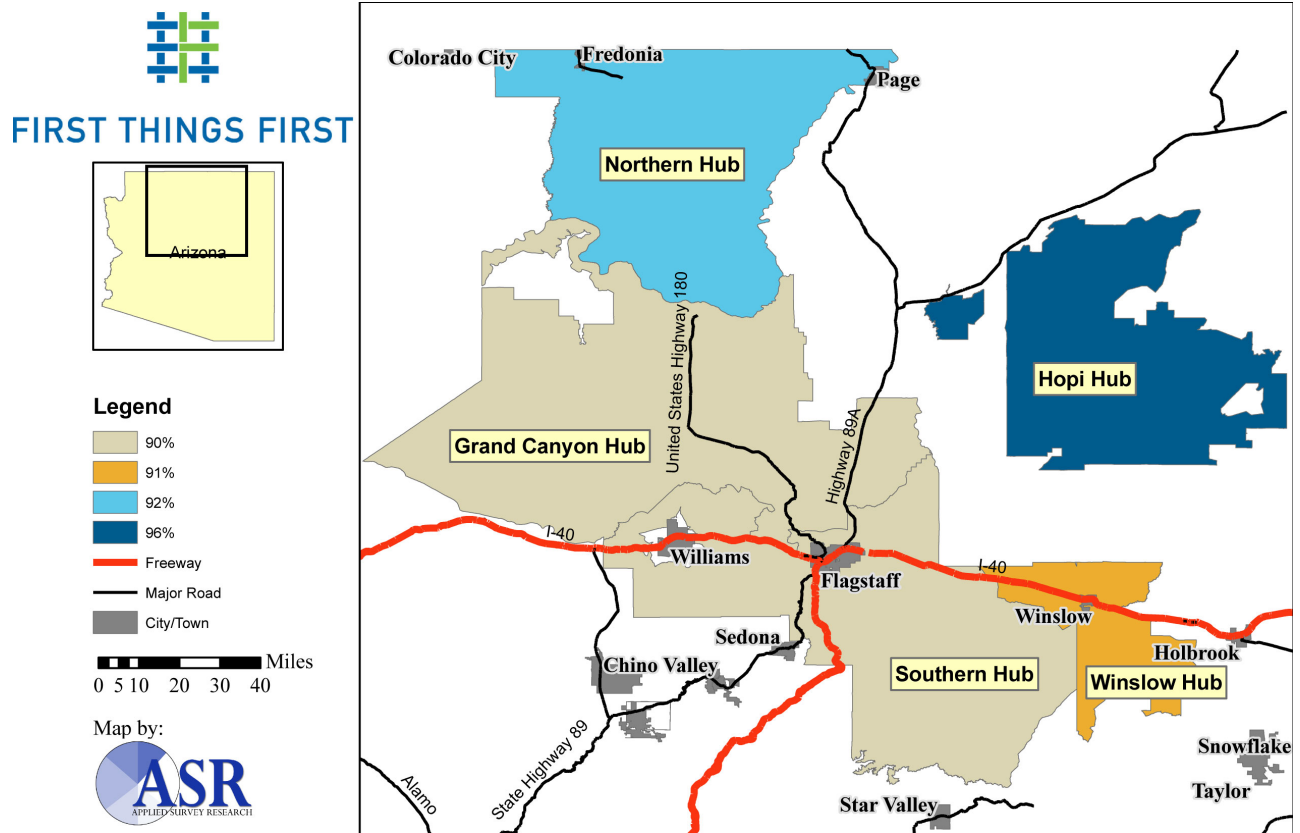 FIRST THINGS FIRST
Arizona
Legend
90%
91%
92%
96%
Freeway
Major Road
City/Town
Miles
0 5 10 20 30 40
Map by:
ASR
APPLIED SURVEY RESEARCH
Colorado City
Fredonia
Page
Northern Hub
United States Highway 180
Hopi Hub
Grand Canyon Hub
Highway 89A
I-40
Williams
Flagstaff
I-40
Winslow
Sedona
Holbrook
Chino Valley
Southern Hub
Winslow Hub
State Highway 89
Snowflake
Alamo
Star Valley
Taylor